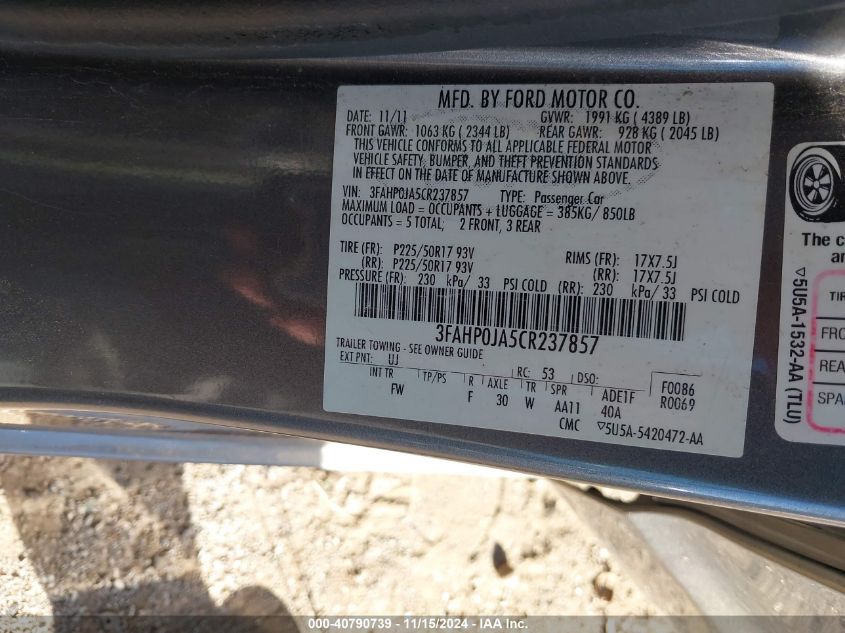 MFD. BY FORD MOTOR CO.
DATE: 11/11 GVWR: 1991 KG ( 4389 LB)
FRONT GAWR: 1063 KG ( 2344 LB) REAR GAWR: 928 KG ( 2045 LB)
THIS VEHICLE CONFORMS TO ALL APPLICABLE FEDERAL MOTOR
VEHICLE SAFETY, BUMPER, AND THEFT PREVENTION STANDARDS
IN EFFECT ON THE DATE OF MANUFACTURE SHOWN ABOVE.
VIN: 3FAHP0JA5CR237857 TYPE: Passenger Car
MAXIMUM LOAD = OCCUPANTS + LUGGAGE = 385KG/ 850LB
OCCUPANTS = 5 TOTAL; 2 FRONT, 3 REAR
TIRE (FR): P225/50R17 93V RIMS (FR): 17X7.5J
(RR): P225/50R17 93V (RR): 17X7.5J
PRESSURE (FR): 230 kPa/ 33 PSI COLD (RR): 230 kPa/ 33 PSI COLD
3FAHP0JA5CR237857
TRAILER TOWING - SEE OWNER GUIDE
EXT PNT: UJ RC: 53 DSO: F0086
INT TR TP/PS R AXLE TR SPR ADE1F R0069
FW F 30 W AA11 40A
CMC ▽5U5A-5420472-AA
The c
an
TIR
FRO
REA
SPA
▽5U5A-1532-AA (TLU)
000-40790739 - 11/15/2024 - IAA Inc.